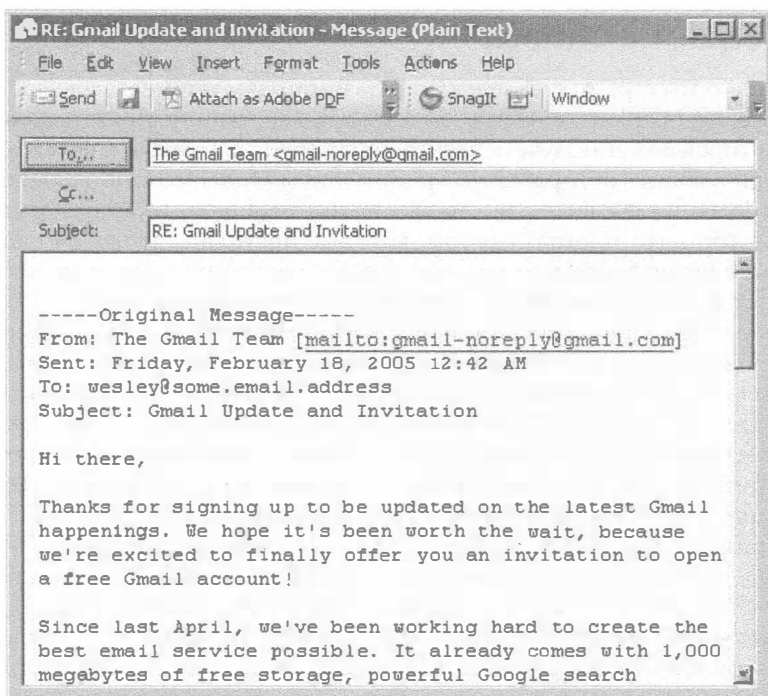 RE: Gmail Update and Invitation - Message (Plain Text)
File Edit View Insert Format Tools Actions Help
Send Attach as Adobe PDF SnagIt Window
To... The Gmail Team <gmail-noreply@gmail.com>
Cc...
Subject: RE: Gmail Update and Invitation
-----Original Message-----
From: The Gmail Team [mailto:gmail-noreply@gmail.com]
Sent: Friday, February 18, 2005 12:42 AM
To: wesley@some.email.address
Subject: Gmail Update and Invitation
Hi there,
Thanks for signing up to be updated on the latest Gmail
happenings. We hope it's been worth the wait, because
we're excited to finally offer you an invitation to open
a free Gmail account!
Since last April, we've been working hard to create the
best email service possible. It already comes with 1,000
megabytes of free storage, powerful Google search